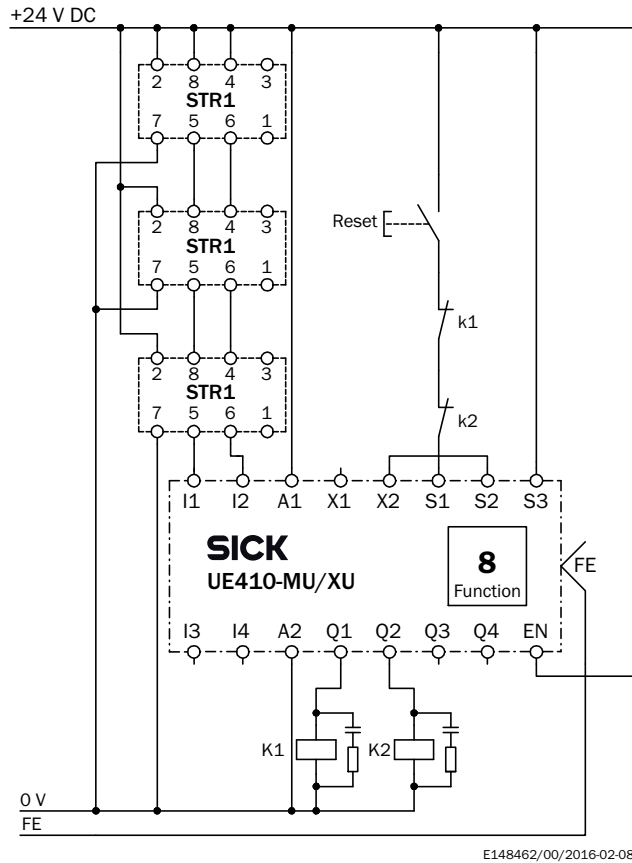 +24 V DC
2 8 4 3
STR1
7 5 6 1
2 8 4 3
STR1
7 5 6 1
Reset
k1
2 8 4 3
STR1
7 5 6 1
k2
I1 I2 A1 X1 X2 S1 S2 S3
SICK
UE410-MU/XU
8
Function
FE
I3 I4 A2 Q1 Q2 Q3 Q4 EN
K1 K2
0 V
FE
E148462/00/2016-02-08